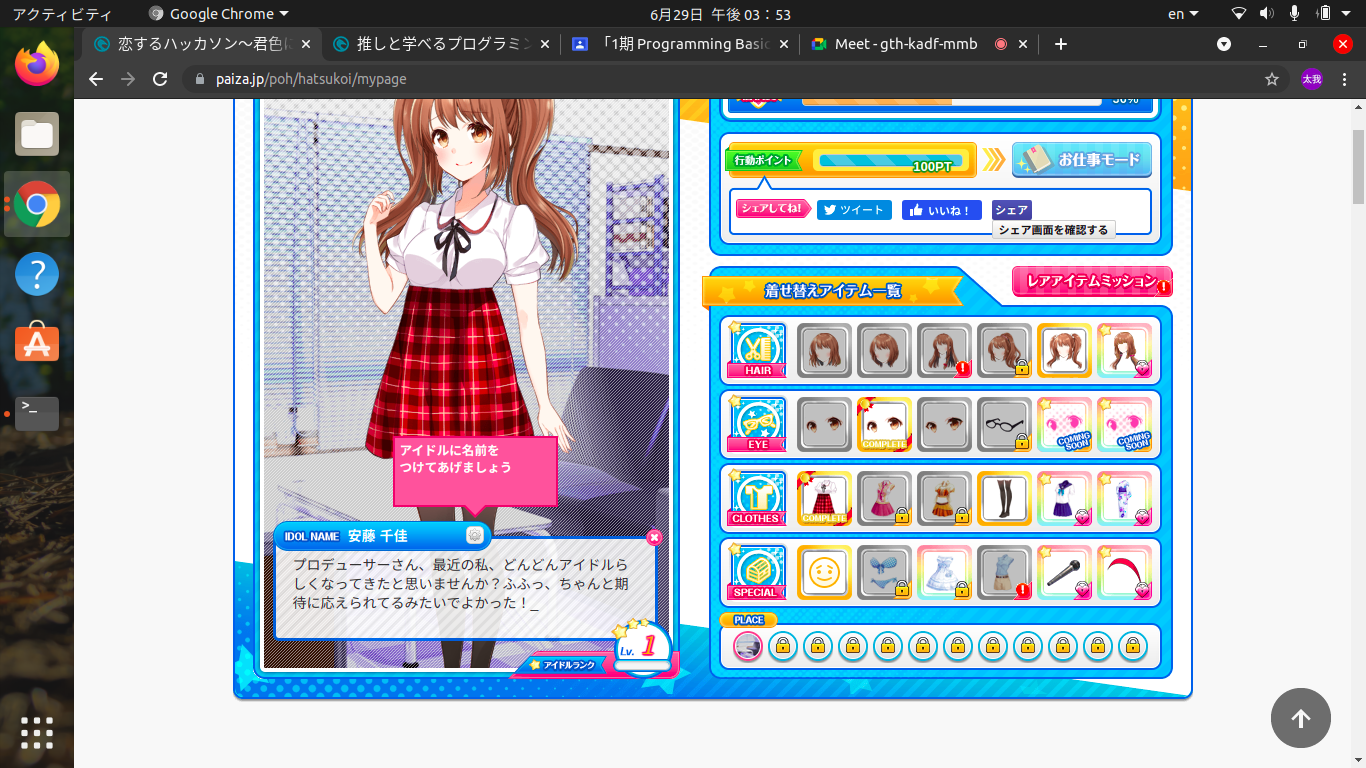 アクティビティ
Google Chrome
6月29日 午後 03：53
en
恋するハッカソン〜君色に
推しと学べるプログラミン
「1期 Programming Basic
Meet - gth-kadf-mmb
paiza.jp/poh/hatsukoi/mypage
太我
行動ポイント
100PT
お仕事モード
シェアしてね!
ツイート
いいね！
シェア
シェア画面を確認する
着せ替えアイテム一覧
レアアイテムミッション
HAIR
EYE
COMPLETE
COMING SOON
COMING SOON
CLOTHES
COMPLETE
SPECIAL
PLACE
アイドルに名前を
つけてあげましょう
IDOL NAME 安藤 千佳
プロデューサーさん、最近の私、どんどんアイドルら
しくなってきたと思いませんか？ふふっ、ちゃんと期
待に応えられてるみたいでよかった！_
Lv. 1
アイドルランク